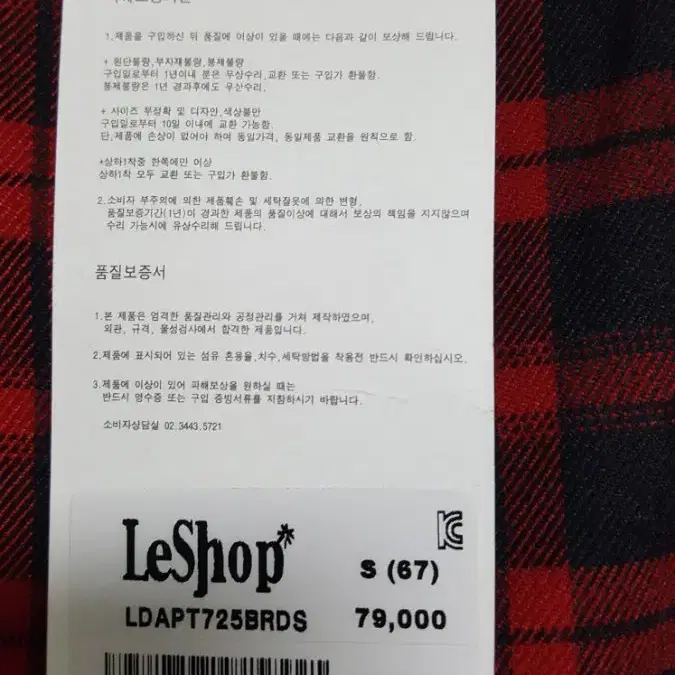 1.제품을 구입하신 뒤 품질에 이상이 있을 때에는 다음과 같이 보상해 드립니다.
+ 원단불량,부자재불량,봉제불량
구입일로부터 1년이내 분은 무상수리,교환 또는 구입가 환불함.
봉제불량은 1년 경과후에도 무상수리,
+ 사이즈 부정확 및 디자인,색상불만
구입일로부터 10일 이내에 교환 가능함.
단,제품에 손상이 없어야 하며 동일가격, 동일제품 교환을 원칙으로 함.
+상하1착중 한쪽에만 이상
상하1착 모두 교환 또는 구입가 환불함.
2.소비자 부주의에 의한 제품훼손 및 세탁잘못에 의한 변형,
품질보증기간(1년)이 경과한 제품의 품질이상에 대해서 보상의 책임을 지지않으며
수리 가능시에 유상수리해 드립니다.
품질보증서
1.본 제품은 엄격한 품질관리와 공정관리를 거쳐 제작하였으며,
외관, 규격, 물성검사에서 합격한 제품입니다.
2.제품에 표시되어 있는 섬유 혼용율,치수,세탁방법을 착용전 반드시 확인하십시오.
3.제품에 이상이 있어 피해보상을 원하실 때는
반드시 영수증 또는 구입 증빙서류를 지참하시기 바랍니다.
소비자상담실 02.3443.5721
LeShop
S (67)
LDAPT725BRDS 79,000